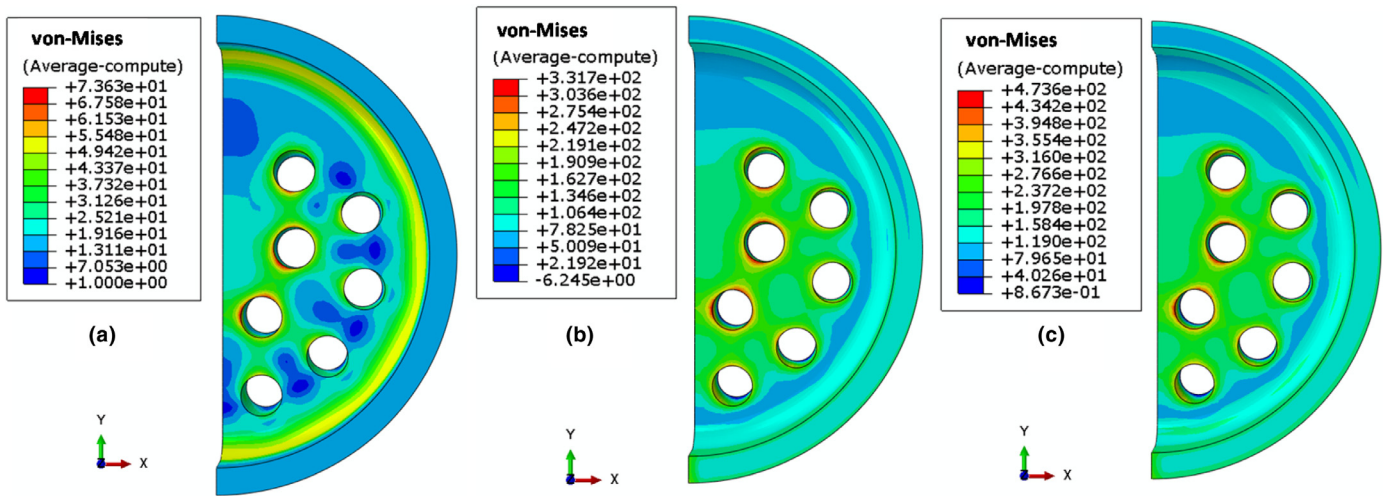 von-Mises
(Average-compute)
+7.363e+01
+6.758e+01
+6.153e+01
+5.548e+01
+4.942e+01
+4.337e+01
+3.732e+01
+3.126e+01
+2.521e+01
+1.916e+01
+1.311e+01
+7.053e+00
+1.000e+00
(a)
Y
X
von-Mises
(Average-compute)
+3.317e+02
+3.036e+02
+2.754e+02
+2.472e+02
+2.191e+02
+1.909e+02
+1.627e+02
+1.346e+02
+1.064e+02
+7.825e+01
+5.009e+01
+2.192e+01
-6.245e+00
(b)
Y
X
von-Mises
(Average-compute)
+4.736e+02
+4.342e+02
+3.948e+02
+3.554e+02
+3.160e+02
+2.766e+02
+2.372e+02
+1.978e+02
+1.584e+02
+1.190e+02
+7.965e+01
+4.026e+01
+8.673e-01
(c)
Y
X